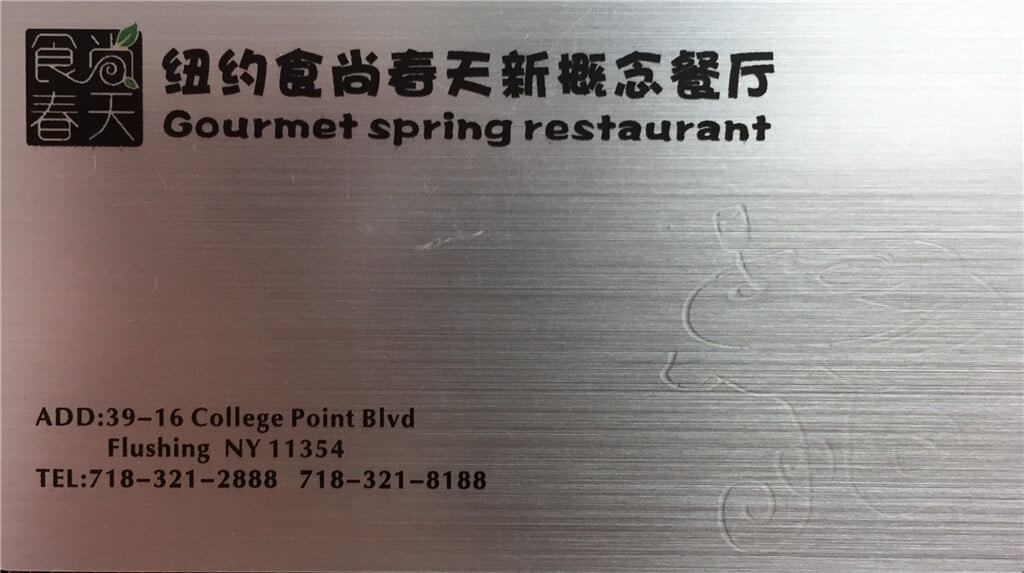 食尚
春天
纽约食尚春天新概念餐厅
Gourmet spring restaurant
ADD:39-16 College Point Blvd
Flushing NY 11354
TEL:718-321-2888 718-321-8188